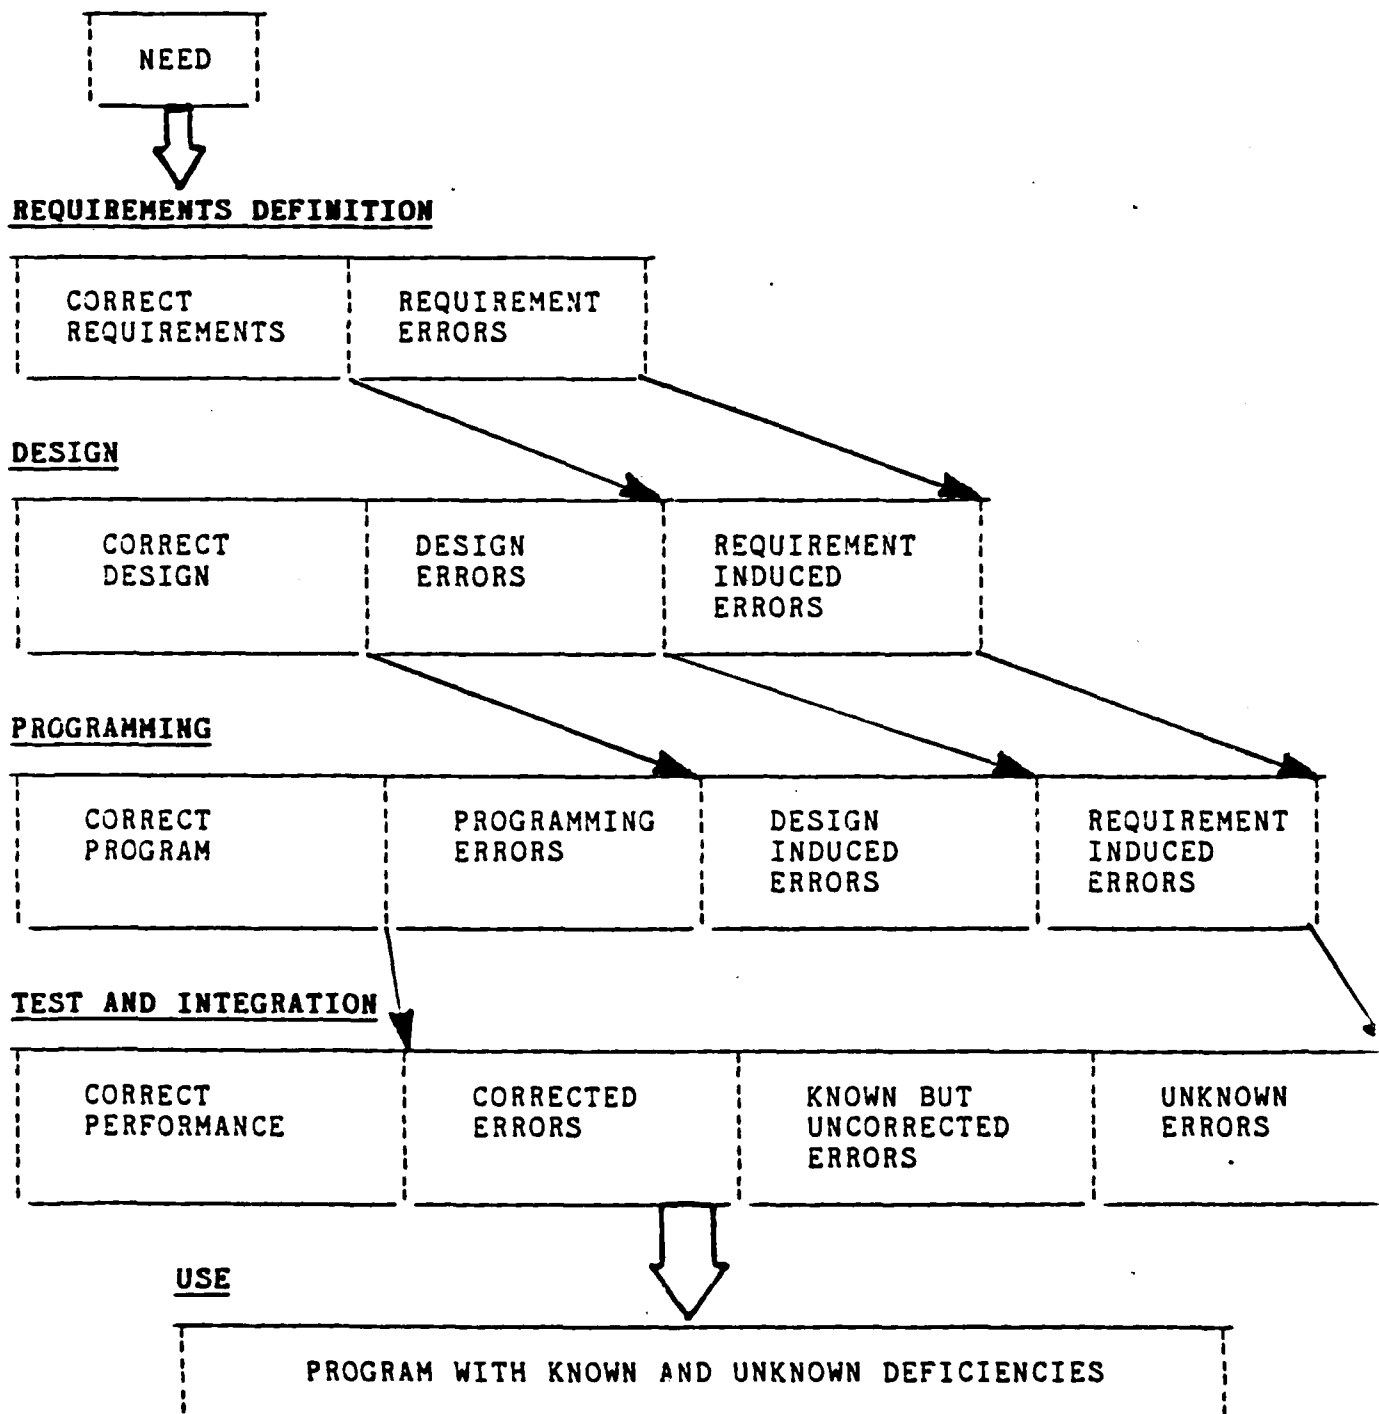 NEED
REQUIREMENTS DEFINITION
CORRECT
REQUIREMENTS
REQUIREMENT
ERRORS
DESIGN
CORRECT
DESIGN
DESIGN
ERRORS
REQUIREMENT
INDUCED
ERRORS
PROGRAMMING
CORRECT
PROGRAM
PROGRAMMING
ERRORS
DESIGN
INDUCED
ERRORS
REQUIREMENT
INDUCED
ERRORS
TEST AND INTEGRATION
CORRECT
PERFORMANCE
CORRECTED
ERRORS
KNOWN BUT
UNCORRECTED
ERRORS
UNKNOWN
ERRORS
USE
PROGRAM WITH KNOWN AND UNKNOWN DEFICIENCIES